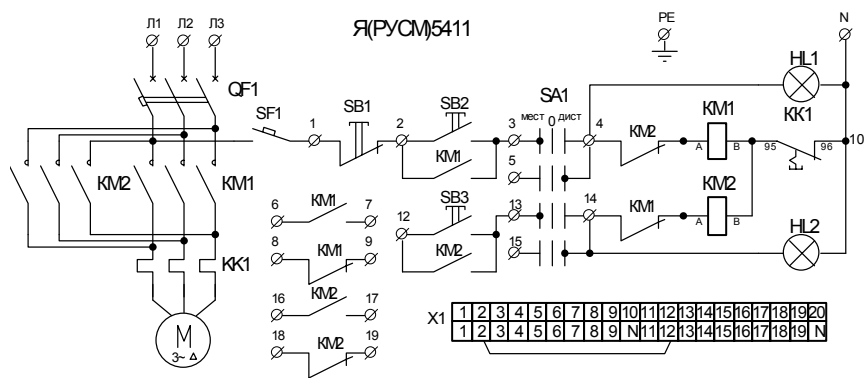 Я(РУСМ)5411
Л1 Л2 Л3
PE
N
QF1
SF1
1
SB1
2
SB2
3
SA1
мест 0 дист
4
KM2
KM1
A B
HL1
KK1
95 96
10
KM1
5
KM2
KM1
6 KM1 7
12
SB3
13
14
KM1
KM2
A B
8 KM1 9
KM2
15
HL2
KK1
16 KM2 17
18 KM2 19
M
3~ Δ
X1
1 2 3 4 5 6 7 8 9 10 11 12 13 14 15 16 17 18 19 20
1 2 3 4 5 6 7 8 9 N 11 12 13 14 15 16 17 18 19 N